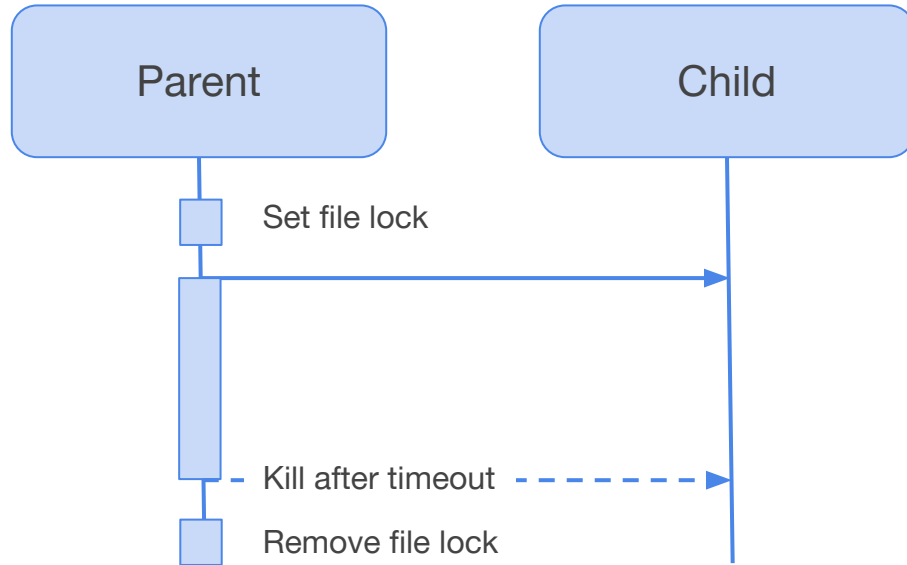 Parent
Child
Set file lock
Kill after timeout
Remove file lock